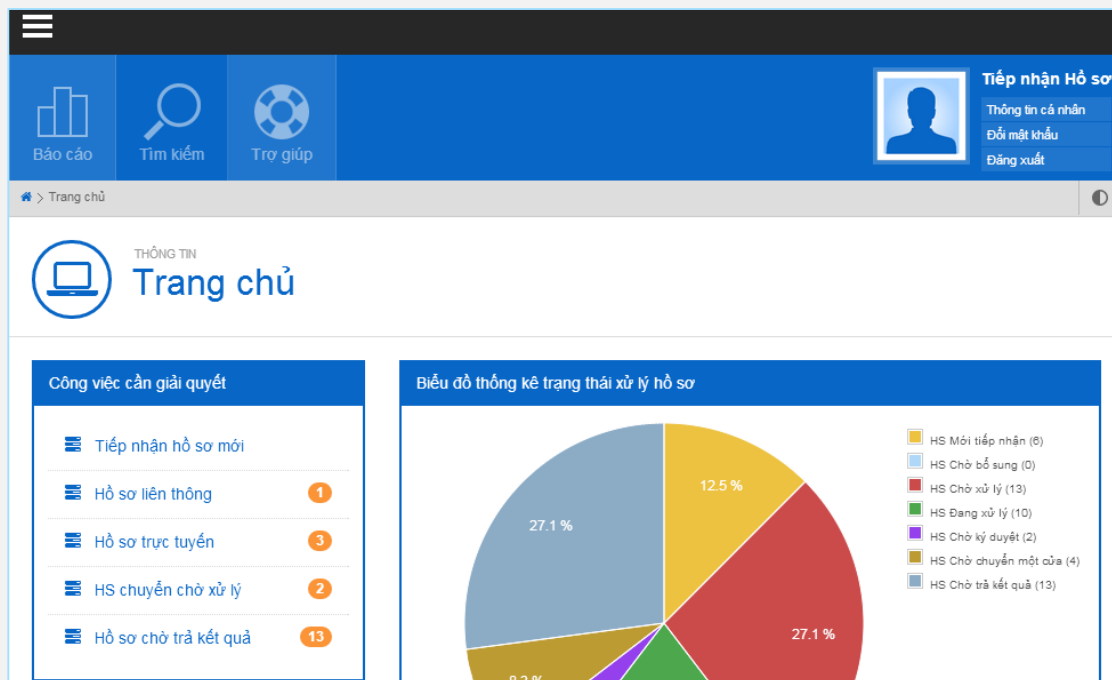 Báo cáo
Tìm kiếm
Trợ giúp
Tiếp nhận Hồ sơ
Thông tin cá nhân
Đổi mật khẩu
Đăng xuất
> Trang chủ
THÔNG TIN
Trang chủ
Công việc cần giải quyết
Tiếp nhận hồ sơ mới
Hồ sơ liên thông 1
Hồ sơ trực tuyến 3
HS chuyển chờ xử lý 2
Hồ sơ chờ trả kết quả 13
Biểu đồ thống kê trạng thái xử lý hồ sơ
12.5 %
27.1 %
27.1 %
HS Mới tiếp nhận (6)
HS Chờ bổ sung (0)
HS Chờ xử lý (13)
HS Đang xử lý (10)
HS Chờ ký duyệt (2)
HS Chờ chuyển một cửa (4)
HS Chờ trả kết quả (13)